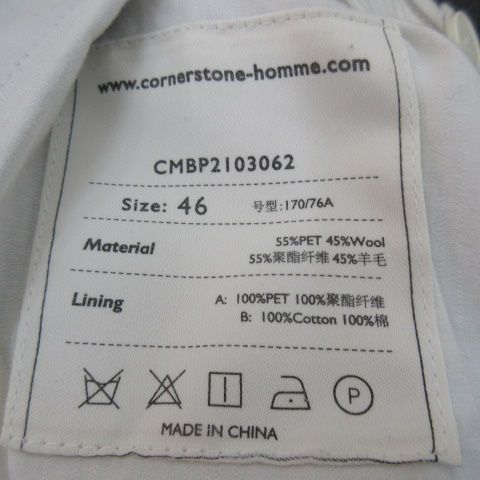 www.cornerstone-homme.com
CMBP2103062
Size: 46 号型:170/76A
Material 55%PET 45%Wool
55%聚酯纤维 45%羊毛
Lining A: 100%PET 100%聚酯纤维
B: 100%Cotton 100%棉
P
MADE IN CHINA